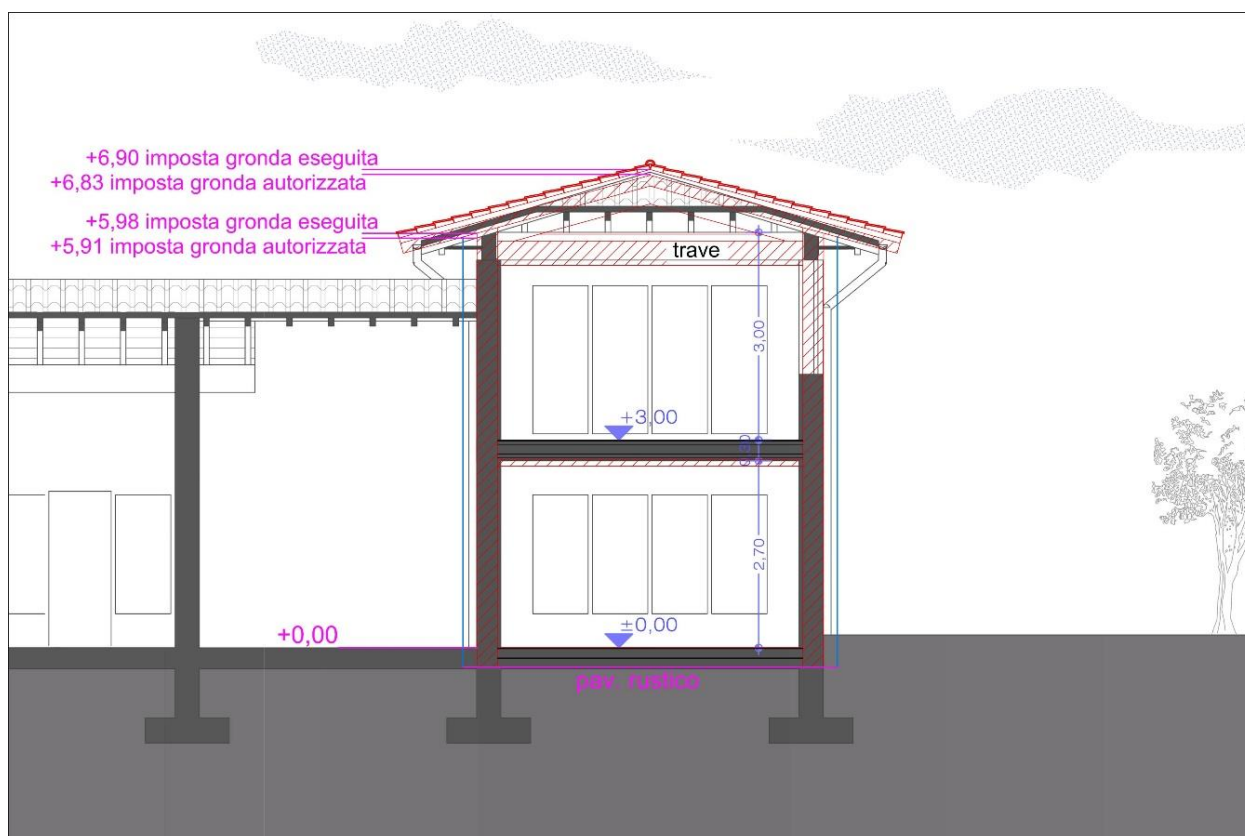 +6,90 imposta gronda eseguita
+6,83 imposta gronda autorizzata
+5,98 imposta gronda eseguita
+5,91 imposta gronda autorizzata
trave
3,00
+3,00
2,70
+0,00
±0,00
pav. rustico